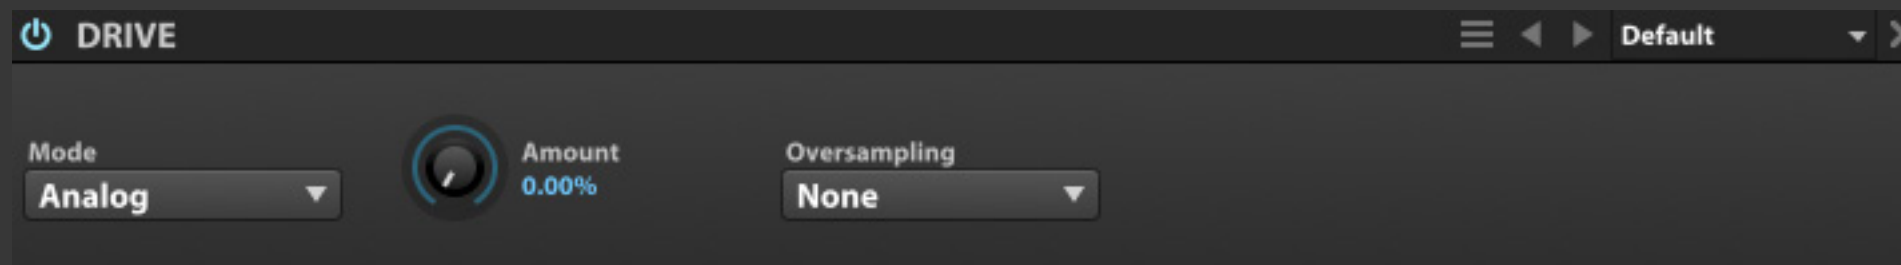 DRIVE
Default
Mode
Analog
Amount
0.00%
Oversampling
None